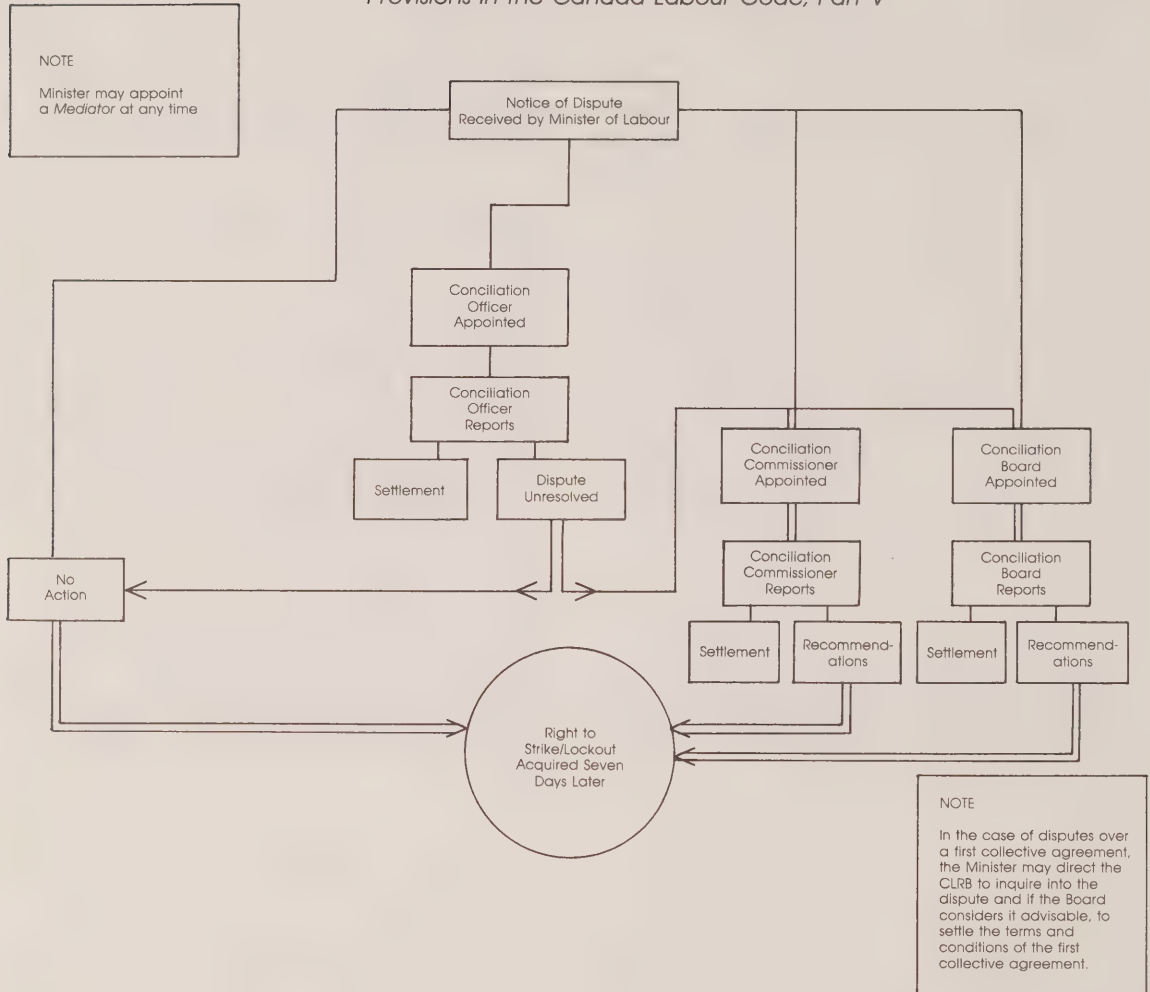 Provisions in the Canada Labour Code, Part V
NOTE
Minister may appoint
a Mediator at any time
Notice of Dispute
Received by Minister of Labour
Conciliation
Officer
Appointed
Conciliation
Officer
Reports
Settlement
Dispute
Unresolved
Conciliation
Commissioner
Appointed
Conciliation
Board
Appointed
Conciliation
Commissioner
Reports
Conciliation
Board
Reports
No
Action
Settlement
Recommend-
ations
Settlement
Recommend-
ations
Right to
Strike/Lockout
Acquired Seven
Days Later
NOTE
In the case of disputes over
a first collective agreement,
the Minister may direct the
CLRB to inquire into the
dispute and if the Board
considers it advisable, to
settle the terms and
conditions of the first
collective agreement.